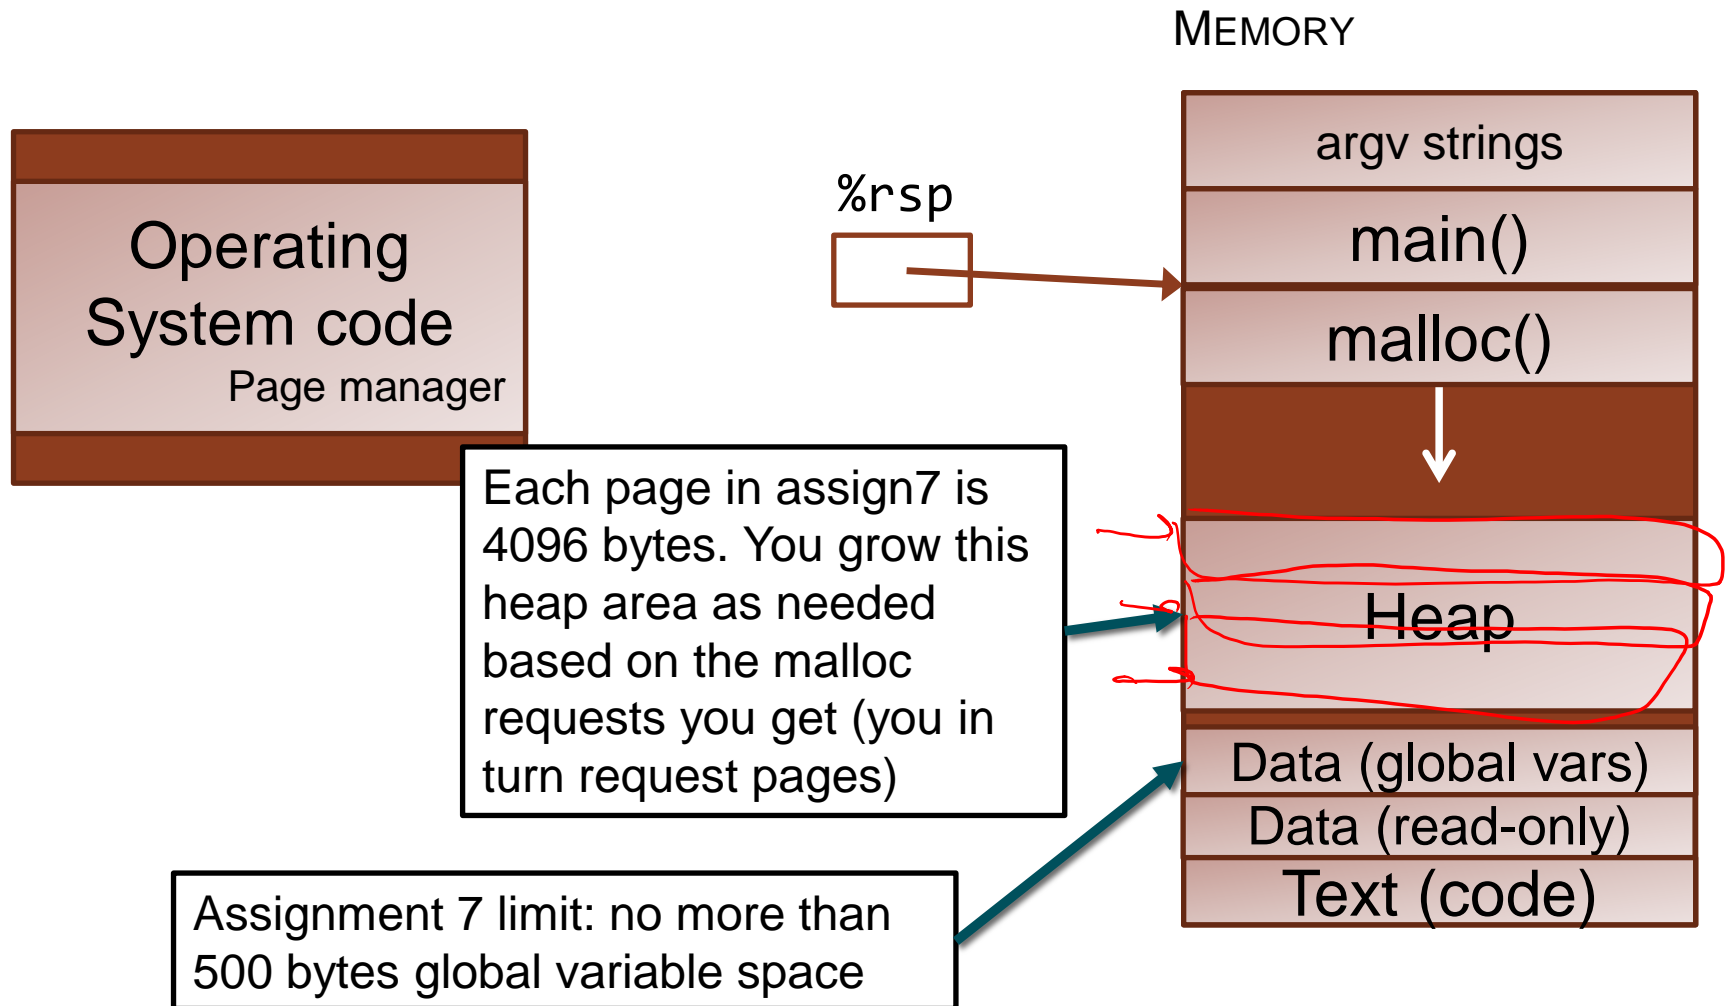 MEMORY
Operating
System code
Page manager
%rsp
argv strings
main()
malloc()
Each page in assign7 is
4096 bytes. You grow this
heap area as needed
based on the malloc
requests you get (you in
turn request pages)
Heap
Data (global vars)
Data (read-only)
Text (code)
Assignment 7 limit: no more than
500 bytes global variable space